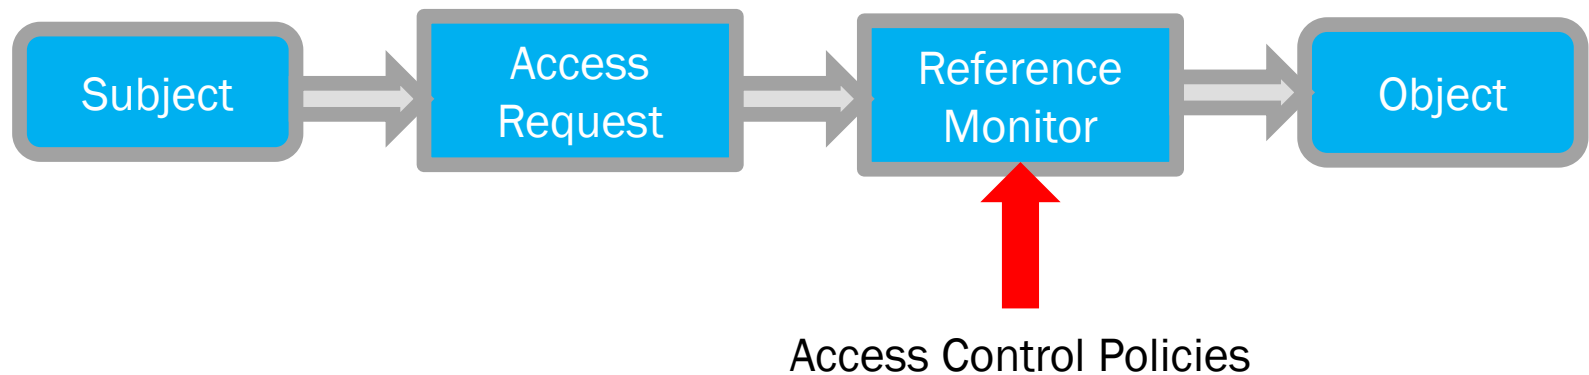 Subject
Access
Request
Reference
Monitor
Object
Access Control Policies